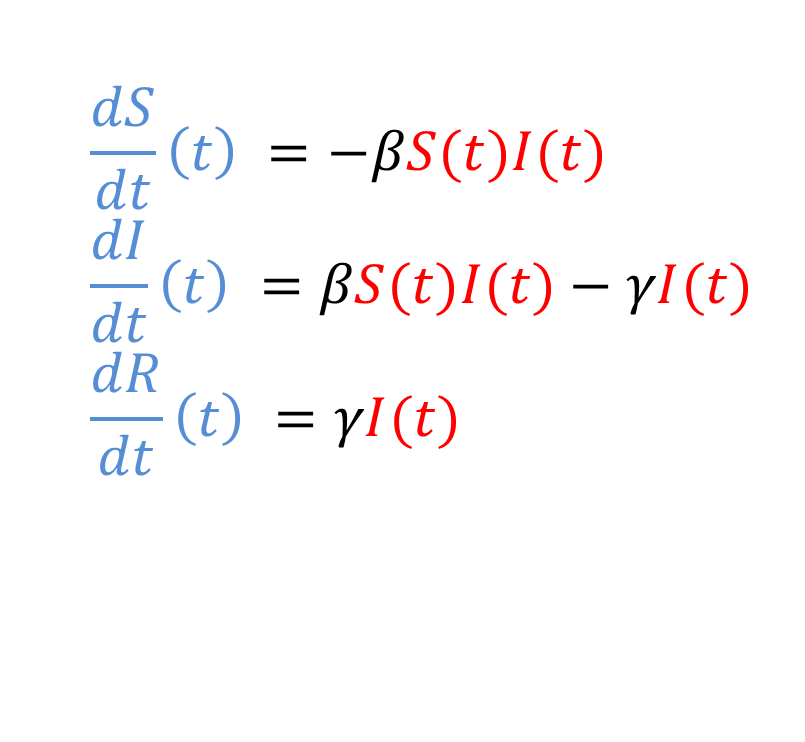 dS/dt (t) = −βS(t)I(t)
dI/dt (t) = βS(t)I(t) − γI(t)
dR/dt (t) = γI(t)